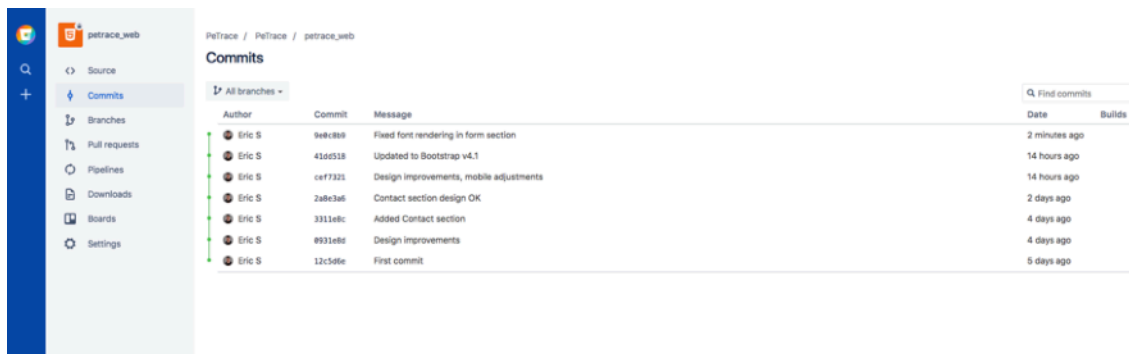 petrace_web
Source
Commits
Branches
Pull requests
Pipelines
Downloads
Boards
Settings
PeTrace / PeTrace / petrace_web
Commits
All branches
Find commits
Author Commit Message Date Builds
Eric S 9e0c8b9 Fixed font rendering in form section 2 minutes ago
Eric S 41dd518 Updated to Bootstrap v4.1 14 hours ago
Eric S cef7321 Design improvements, mobile adjustments 14 hours ago
Eric S 2a8e3a6 Contact section design OK 2 days ago
Eric S 3311e8c Added Contact section 4 days ago
Eric S 0931e8d Design improvements 4 days ago
Eric S 12c5d6e First commit 5 days ago